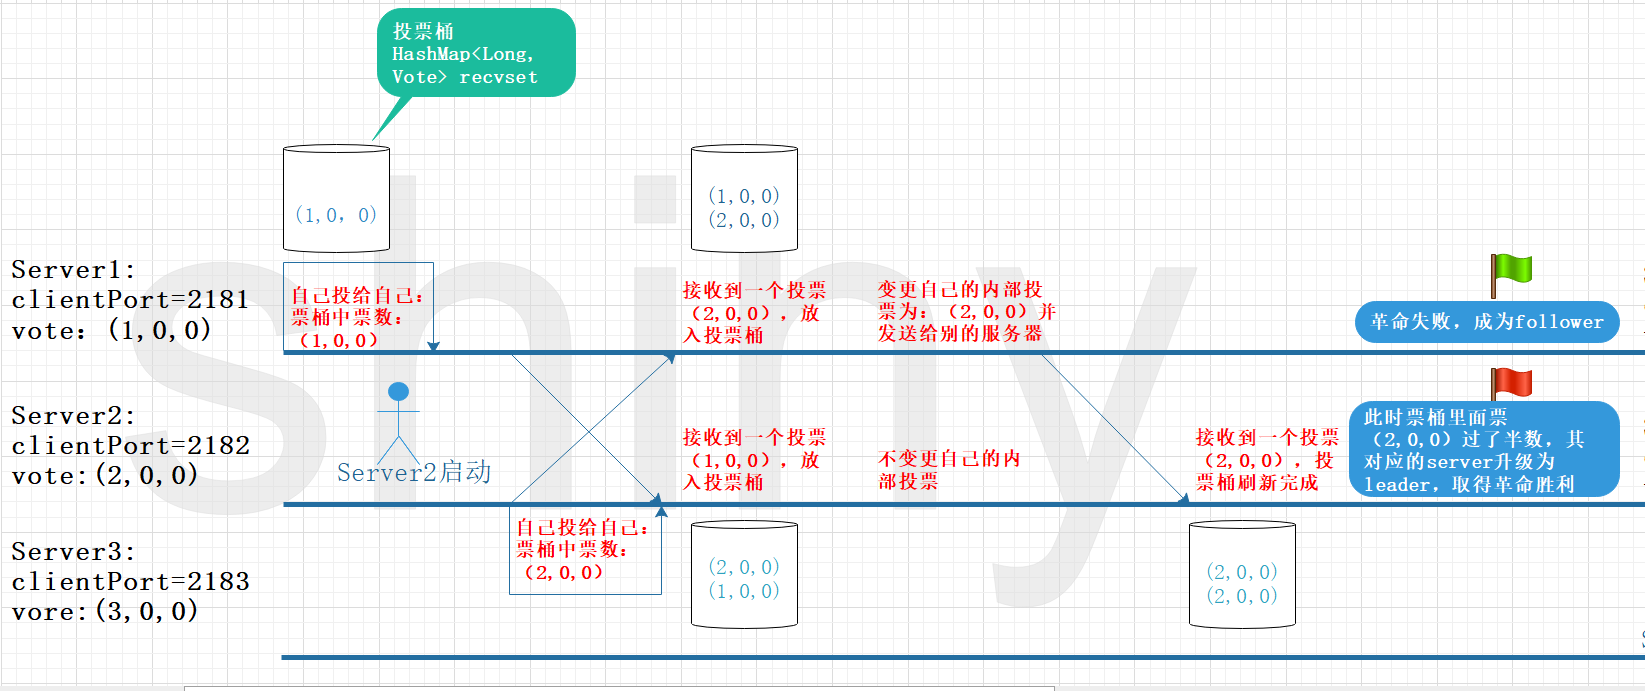 投票桶
HashMap<Long,
Vote> recvset
(1,0，0)
(1,0,0)
(2,0,0)
Server1:
clientPort=2181
vote：(1,0,0)
自己投给自己：
票桶中票数：
（1,0,0）
接收到一个投票
（2,0,0），放
入投票桶
变更自己的内部投
票为：（2,0,0）并
发送给别的服务器
革命失败，成为follower
Server2:
clientPort=2182
vote:(2,0,0)
Server2启动
接收到一个投票
（1,0,0），放
入投票桶
不变更自己的内
部投票
接收到一个投票
（2,0,0），投
票桶刷新完成
此时票桶里面票
（2,0,0）过了半数，其
对应的server升级为
leader，取得革命胜利
自己投给自己：
票桶中票数：
（2,0,0）
(2,0,0)
(1,0,0)
(2,0,0)
(2,0,0)
Server3:
clientPort=2183
vore:(3,0,0)
shiny